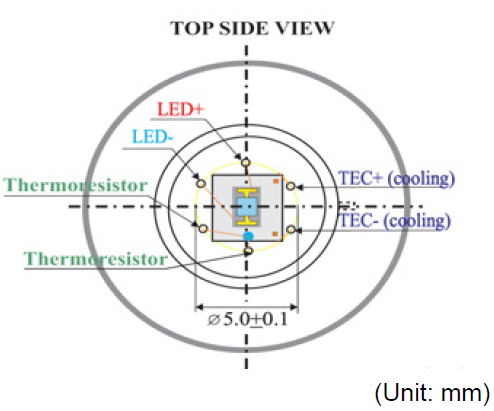 TOP SIDE VIEW
LED+
LED-
Thermoresistor
TEC+ (cooling)
TEC- (cooling)
Thermoresistor
⌀5.0±0.1
(Unit: mm)